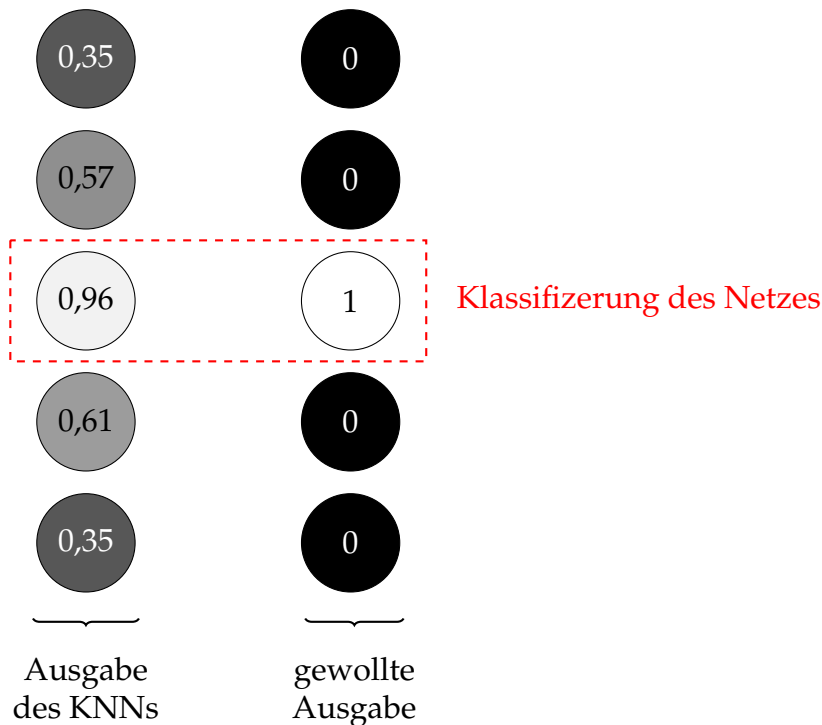 0,35 0
0,57 0
0,96 1 Klassifizerung des Netzes
0,61 0
0,35 0
Ausgabe
des KNNs
gewollte
Ausgabe